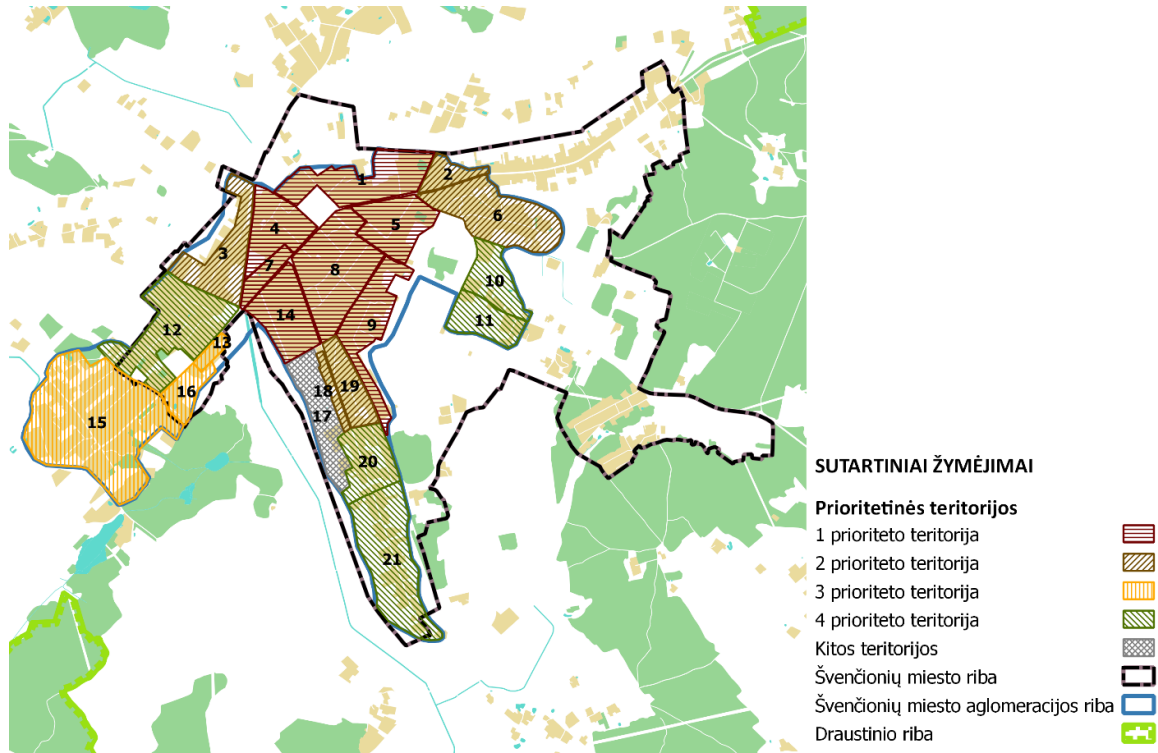 1
2
6
5
4
3
7
8
10
14
9
11
12
13
18
19
16
17
15
20
21
SUTARTINIAI ŽYMĖJIMAI
Prioritetinės teritorijos
1 prioriteto teritorija
2 prioriteto teritorija
3 prioriteto teritorija
4 prioriteto teritorija
Kitos teritorijos
Švenčionių miesto riba
Švenčionių miesto aglomeracijos riba
Draustinio riba